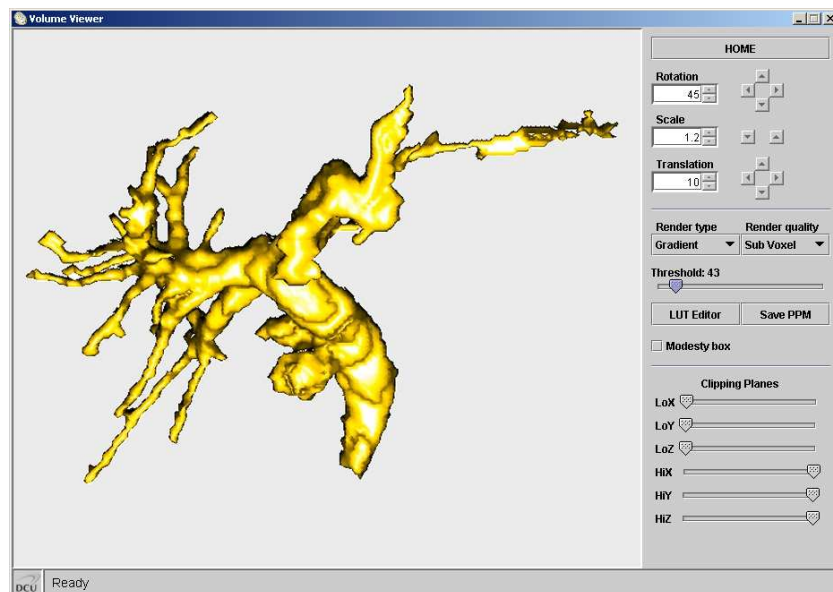 Volume Viewer
HOME
Rotation
45
Scale
1.2
Translation
10
Render type Render quality
Gradient Sub Voxel
Threshold: 43
LUT Editor Save PPM
Modesty box
Clipping Planes
LoX
LoY
LoZ
HiX
HiY
HiZ
DCU Ready